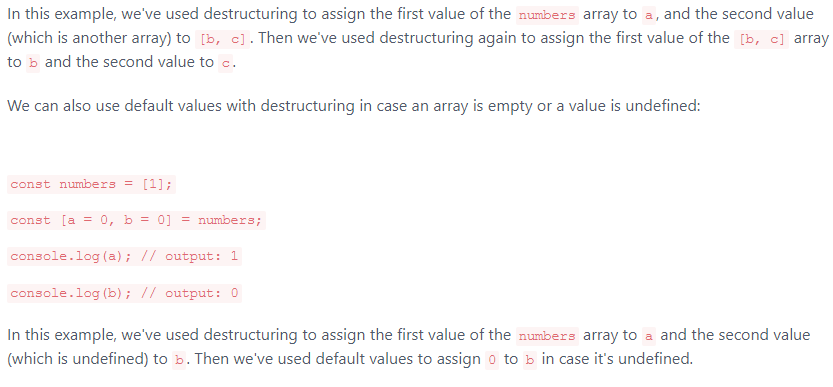 In this example, we've used destructuring to assign the first value of the numbers array to a, and the second value
(which is another array) to [b, c]. Then we've used destructuring again to assign the first value of the [b, c] array
to b and the second value to c.
We can also use default values with destructuring in case an array is empty or a value is undefined:
const numbers = [1];
const [a = 0, b = 0] = numbers;
console.log(a); // output: 1
console.log(b); // output: 0
In this example, we've used destructuring to assign the first value of the numbers array to a and the second value
(which is undefined) to b. Then we've used default values to assign 0 to b in case it's undefined.